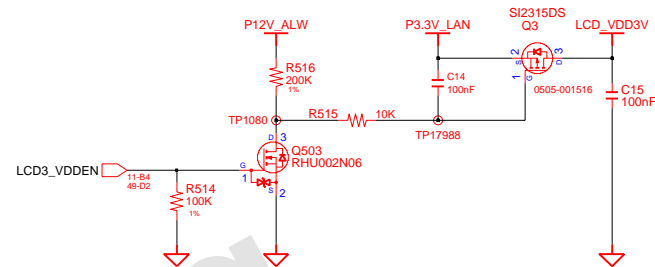 SI2315DS
P12V_ALW
P3.3V_LAN
Q3
LCD_VDD3V
2
3
S
D
R516
200K
1%
C14
100nF
1
G
0505-001516
C15
100nF
TP1080
R515
10K
TP17988
3
D
Q503
RHU002N06
LCD3_VDDEN
11-B4
49-D2
G
1
S
2
R514
100K
1%